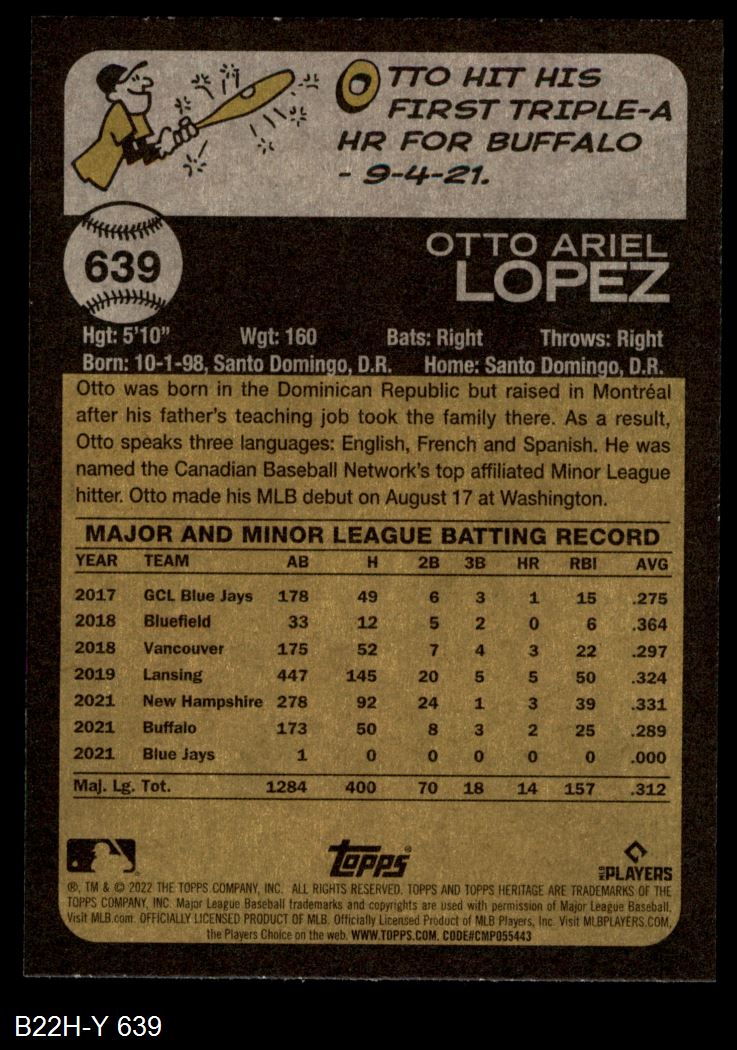 OTTO HIT HIS
FIRST TRIPLE-A
HR FOR BUFFALO
- 9-4-21.
639
OTTO ARIEL
LOPEZ
Hgt: 5'10" Wgt: 160 Bats: Right Throws: Right
Born: 10-1-98, Santo Domingo, D.R. Home: Santo Domingo, D.R.
Otto was born in the Dominican Republic but raised in Montréal
after his father's teaching job took the family there. As a result,
Otto speaks three languages: English, French and Spanish. He was
named the Canadian Baseball Network's top affiliated Minor League
hitter. Otto made his MLB debut on August 17 at Washington.
MAJOR AND MINOR LEAGUE BATTING RECORD
YEAR TEAM AB H 2B 3B HR RBI AVG
2017 GCL Blue Jays 178 49 6 3 1 15 .275
2018 Bluefield 33 12 5 2 0 6 .364
2018 Vancouver 175 52 7 4 3 22 .297
2019 Lansing 447 145 20 5 5 50 .324
2021 New Hampshire 278 92 24 1 3 39 .331
2021 Buffalo 173 50 8 3 2 25 .289
2021 Blue Jays 1 0 0 0 0 0 .000
Maj. Lg. Tot. 1284 400 70 18 14 157 .312
Topps® MLB PLAYERS
®, TM & © 2022 THE TOPPS COMPANY, INC. ALL RIGHTS RESERVED. TOPPS AND TOPPS HERITAGE ARE TRADEMARKS OF THE
TOPPS COMPANY, INC. Major League Baseball trademarks and copyrights are used with permission of Major League Baseball.
Visit MLB.com. OFFICIALLY LICENSED PRODUCT OF MLB. Officially Licensed Product of MLB Players, Inc. Visit MLBPLAYERS.COM,
the Players Choice on the web. WWW.TOPPS.COM. CODE#CMP055443
B22H-Y 639